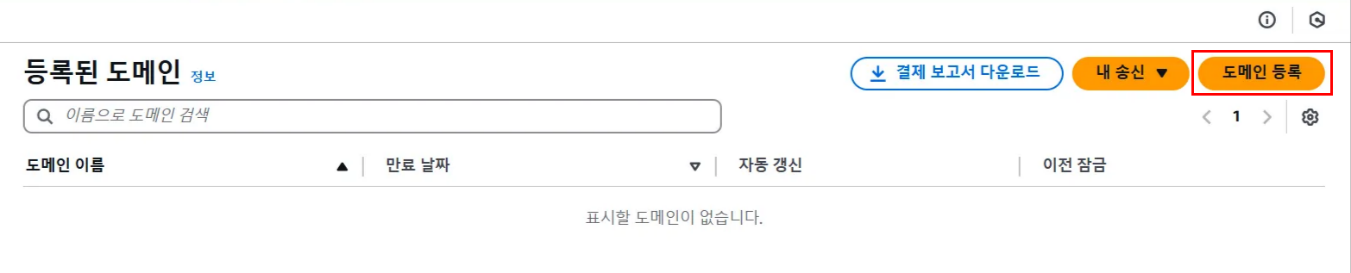 등록된 도메인 정보
결제 보고서 다운로드
내 송신
도메인 등록
이름으로 도메인 검색
1
도메인 이름 만료 날짜 자동 갱신 이전 잠금
표시할 도메인이 없습니다.